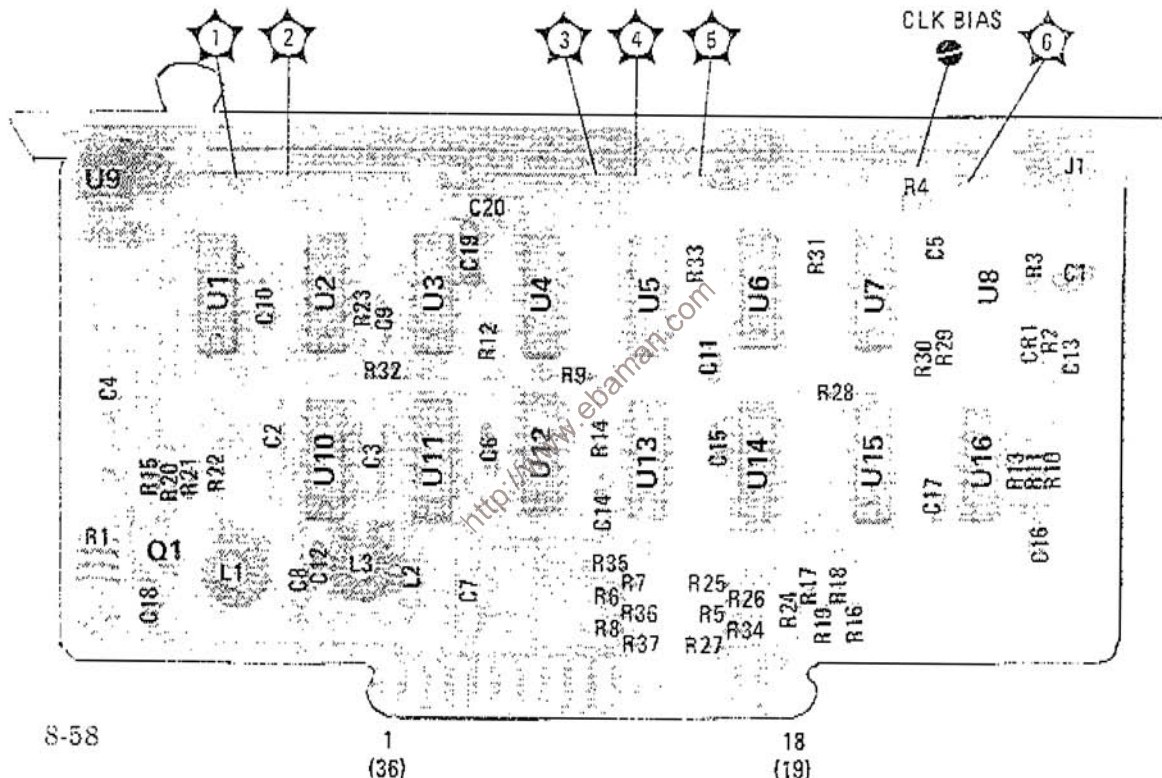 CLK BIAS
1
2
3
4
5
6
U9
J1
R4
C20
C19
U1
C10
U2
R23
C9
U3
R12
U4
U5
R33
U6
R31
U7
C5
U8
R3
C1
C11
R30
R29
CR1
R2
C13
R32
R9
R28
C4
C2
U10
C3
U11
C6
U12
R14
U13
C15
U14
U15
C17
U16
R13
R11
R10
R15
R20
R21
R22
C14
C16
R1
Q1
L1
C8
C12
L3
L2
C7
C18
R35
R7
R6
R36
R8
R37
R25
R26
R5
R34
R27
R24
R17
R18
R19
R16
http://www.ebaman.com
8-58
1
18
(36)
(19)